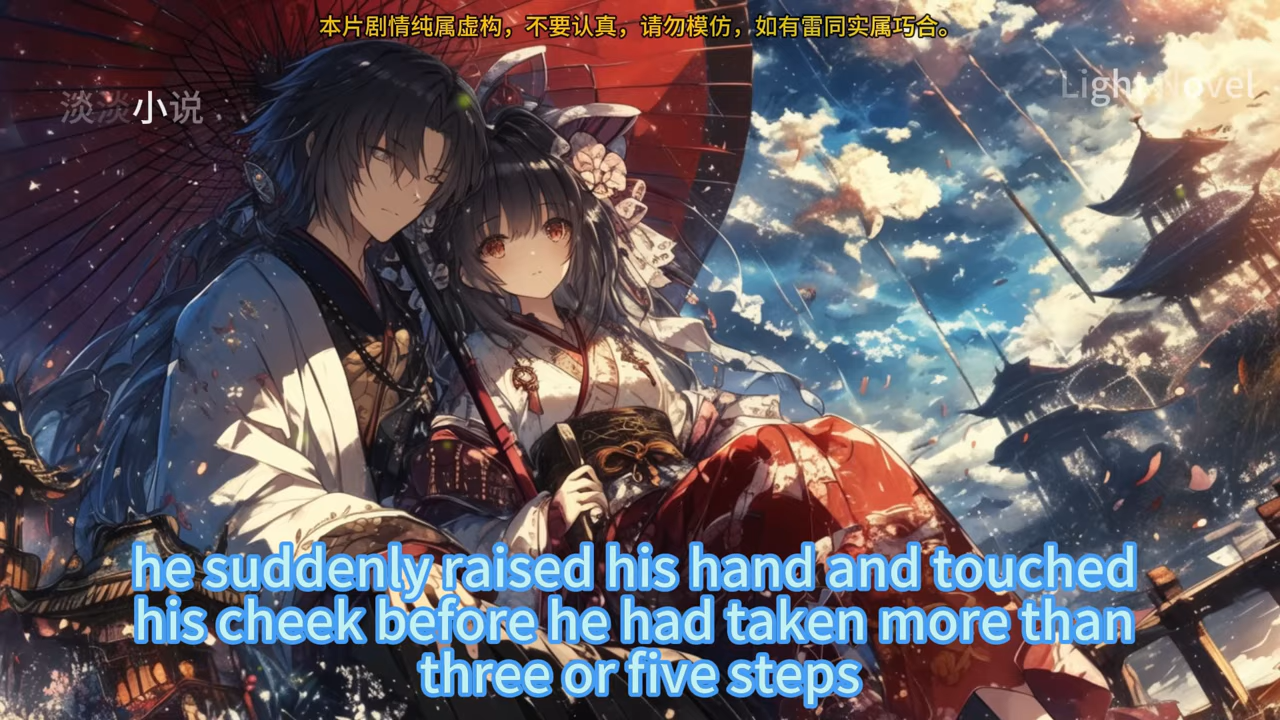 本片剧情纯属虚构，不要认真，请勿模仿，如有雷同实属巧合。
淡淡小说
Light Novel
he suddenly raised his hand and touched
his cheek before he had taken more than
three or five steps